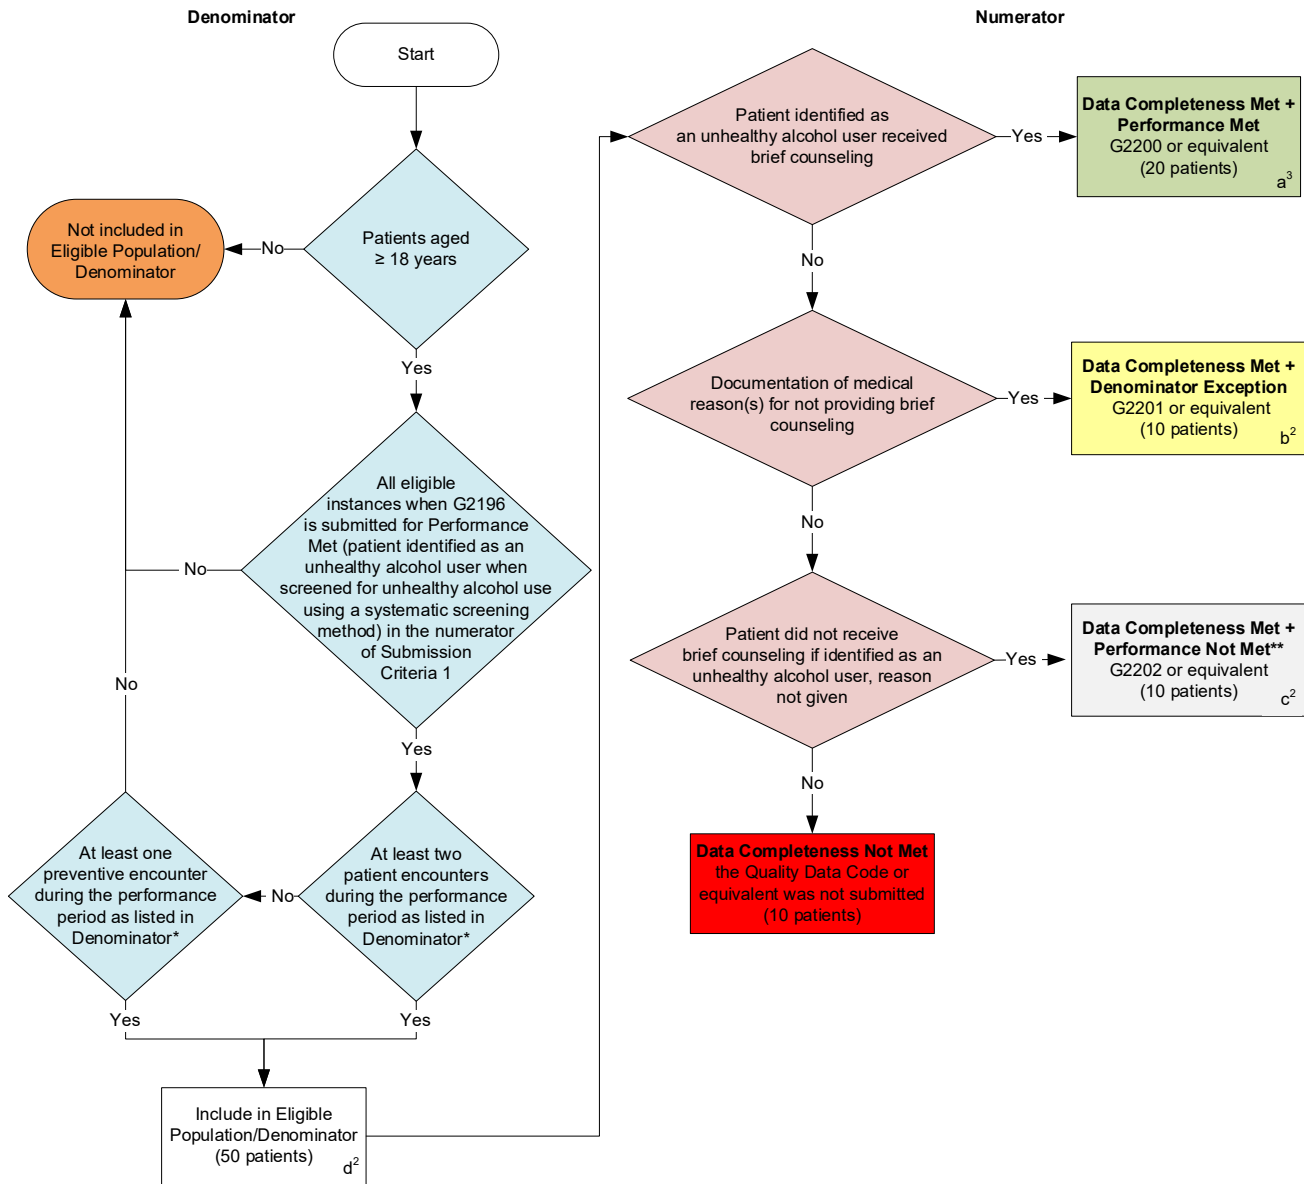 Denominator
Start
Patients aged
≥ 18 years
No
Not included in
Eligible Population/
Denominator
Yes
All eligible
instances when G2196
is submitted for Performance
Met (patient identified as an
unhealthy alcohol user when
screened for unhealthy alcohol use
using a systematic screening
method) in the numerator
of Submission
Criteria 1
No
Yes
At least two
patient encounters
during the performance
period as listed in
Denominator*
No
At least one
preventive encounter
during the performance
period as listed in
Denominator*
No
Yes
Yes
Include in Eligible
Population/Denominator
(50 patients)
d²
Numerator
Patient identified as
an unhealthy alcohol user received
brief counseling
Yes
Data Completeness Met +
Performance Met
G2200 or equivalent
(20 patients)
a³
No
Documentation of medical
reason(s) for not providing brief
counseling
Yes
Data Completeness Met +
Denominator Exception
G2201 or equivalent
(10 patients)
b²
No
Patient did not receive
brief counseling if identified as an
unhealthy alcohol user, reason
not given
Yes
Data Completeness Met +
Performance Not Met**
G2202 or equivalent
(10 patients)
c²
No
Data Completeness Not Met
the Quality Data Code or
equivalent was not submitted
(10 patients)